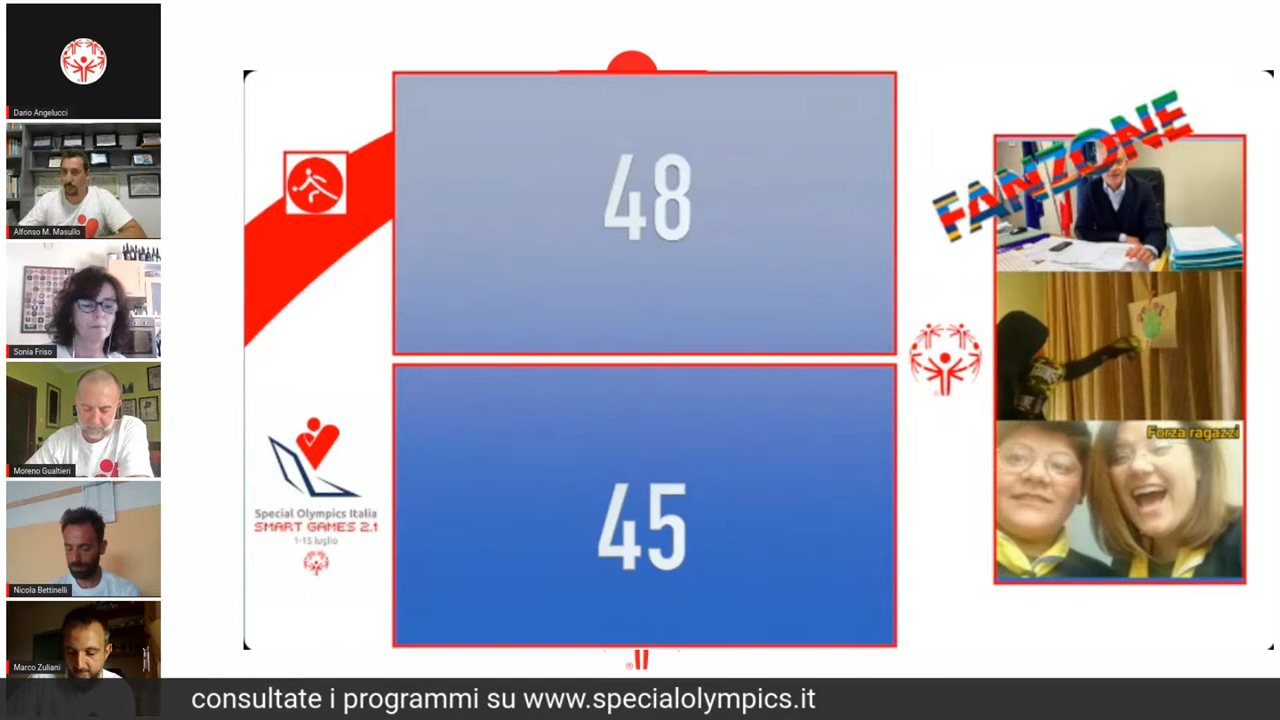 Dario Angelucci
Alfonso M. Masullo
Sonia Friso
Moreno Gualtieri
Nicola Bettinelli
Marco Zuliani
48
45
Special Olympics Italia
SMART GAMES 2.1
1-15 luglio
FANZONE
Forza ragazzi
consultate i programmi su www.specialolympics.it